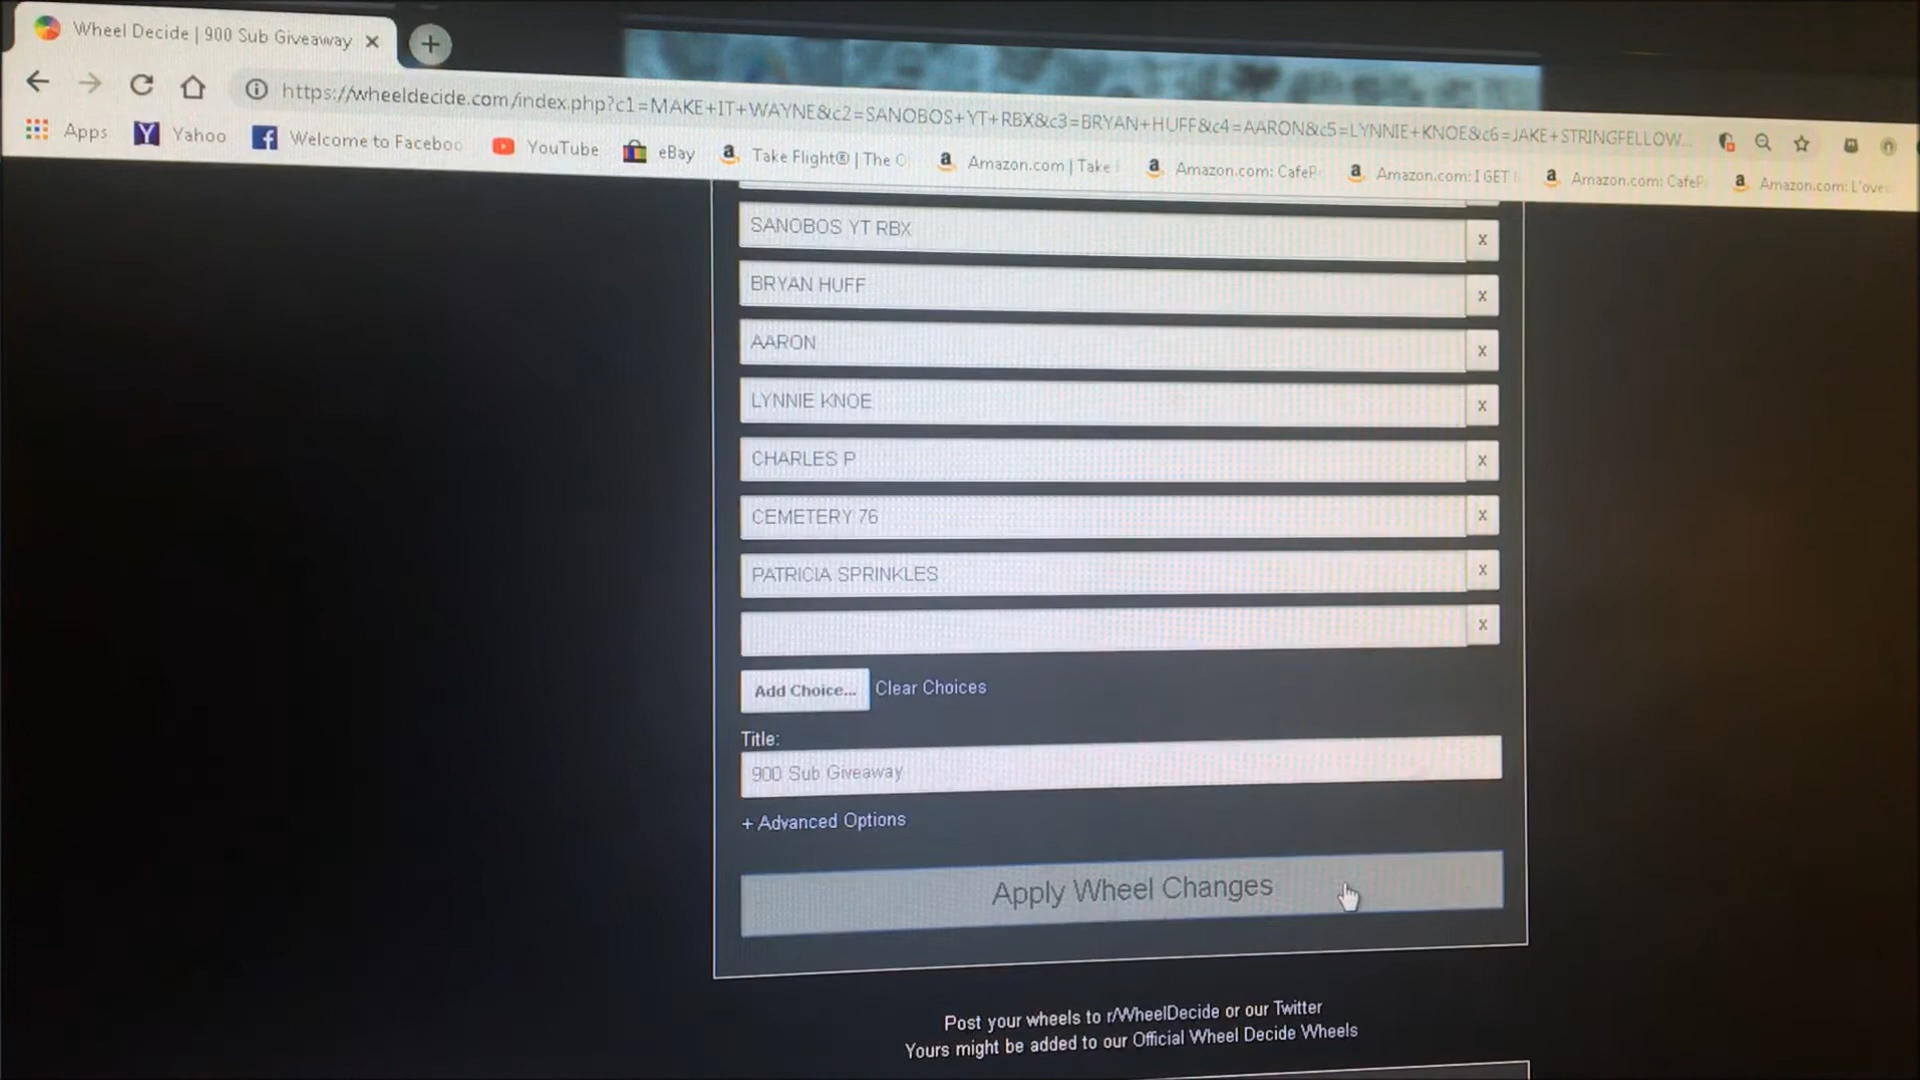 Wheel Decide | 900 Sub Giveaway
https://wheeldecide.com/index.php?c1=MAKE+IT+WAYNE&c2=SANOBOS+YT+RBX&c3=BRYAN+HUFF&c4=AARON&c5=LYNNIE+KNOE&c6=JAKE+STRINGFELLOW...
Apps Yahoo Welcome to Faceboo YouTube eBay Take Flight® | The C Amazon.com | Take Amazon.com: CafeP Amazon.com: I GET Amazon.com: CafeP Amazon.com: L'ove
SANOBOS YT RBX x
BRYAN HUFF x
AARON x
LYNNIE KNOE x
CHARLES P x
CEMETERY 76 x
PATRICIA SPRINKLES x
x
Add Choice... Clear Choices
Title:
900 Sub Giveaway
+ Advanced Options
Apply Wheel Changes
Post your wheels to r/WheelDecide or our Twitter
Yours might be added to our Official Wheel Decide Wheels